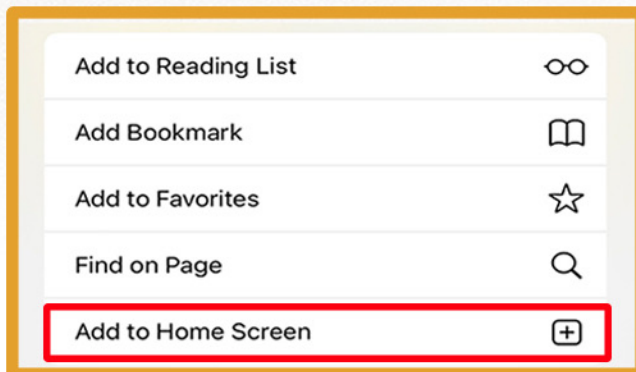 Add to Reading List
Add Bookmark
Add to Favorites
Find on Page
Add to Home Screen